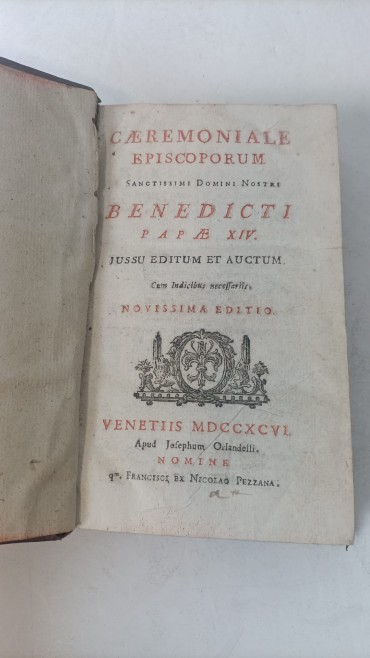 CÆREMONIALE
EPISCOPORUM
SANCTISSIMI DOMINI NOSTRI
BENEDICTI
PAPÆ XIV.
JUSSU EDITUM ET AUCTUM.
Cum Indicibus necessariis.
NOVISSIMA EDITIO.
VENETIIS MDCCXCVI.
Apud Josephum Orlandelli.
NOMINE
qm. FRANCISCI EX NICOLAO PEZZANA.